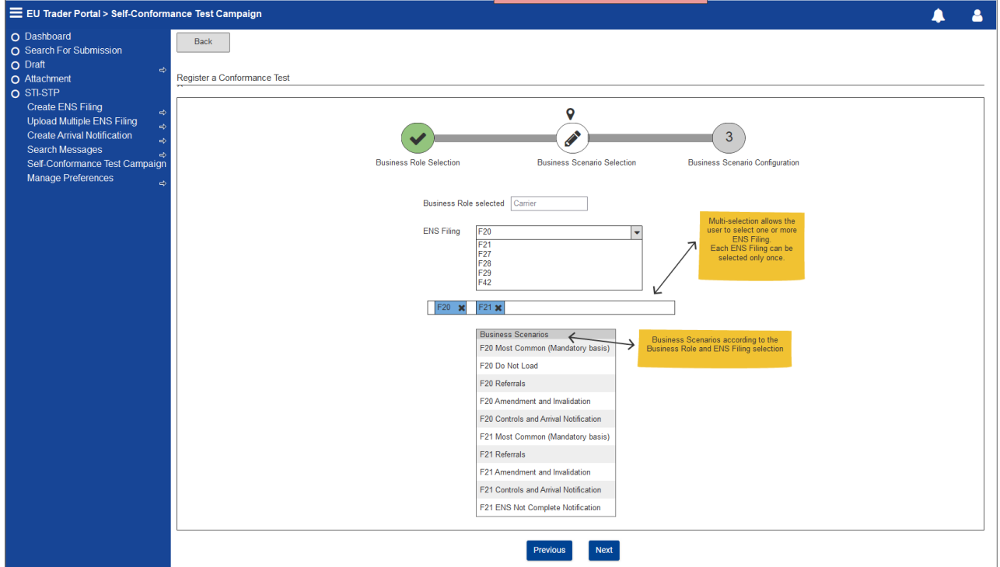 EU Trader Portal > Self-Conformance Test Campaign
Dashboard
Search For Submission
Draft
Attachment
STI-STP
Create ENS Filing
Upload Multiple ENS Filing
Create Arrival Notification
Search Messages
Self-Conformance Test Campaign
Manage Preferences
Back
Register a Conformance Test
3
Business Role Selection
Business Scenario Selection
Business Scenario Configuration
Business Role selected Carrier
ENS Filing F20
F21
F27
F28
F29
F42
Multi-selection allows the
user to select one or more
ENS Filing.
Each ENS Filing can be
selected only once.
F20 F21
Business Scenarios
F20 Most Common (Mandatory basis)
F20 Do Not Load
F20 Referrals
F20 Amendment and Invalidation
F20 Controls and Arrival Notification
F21 Most Common (Mandatory basis)
F21 Referrals
F21 Amendment and Invalidation
F21 Controls and Arrival Notification
F21 ENS Not Complete Notification
Business Scenarios according to the
Business Role and ENS Filing selection
Previous Next